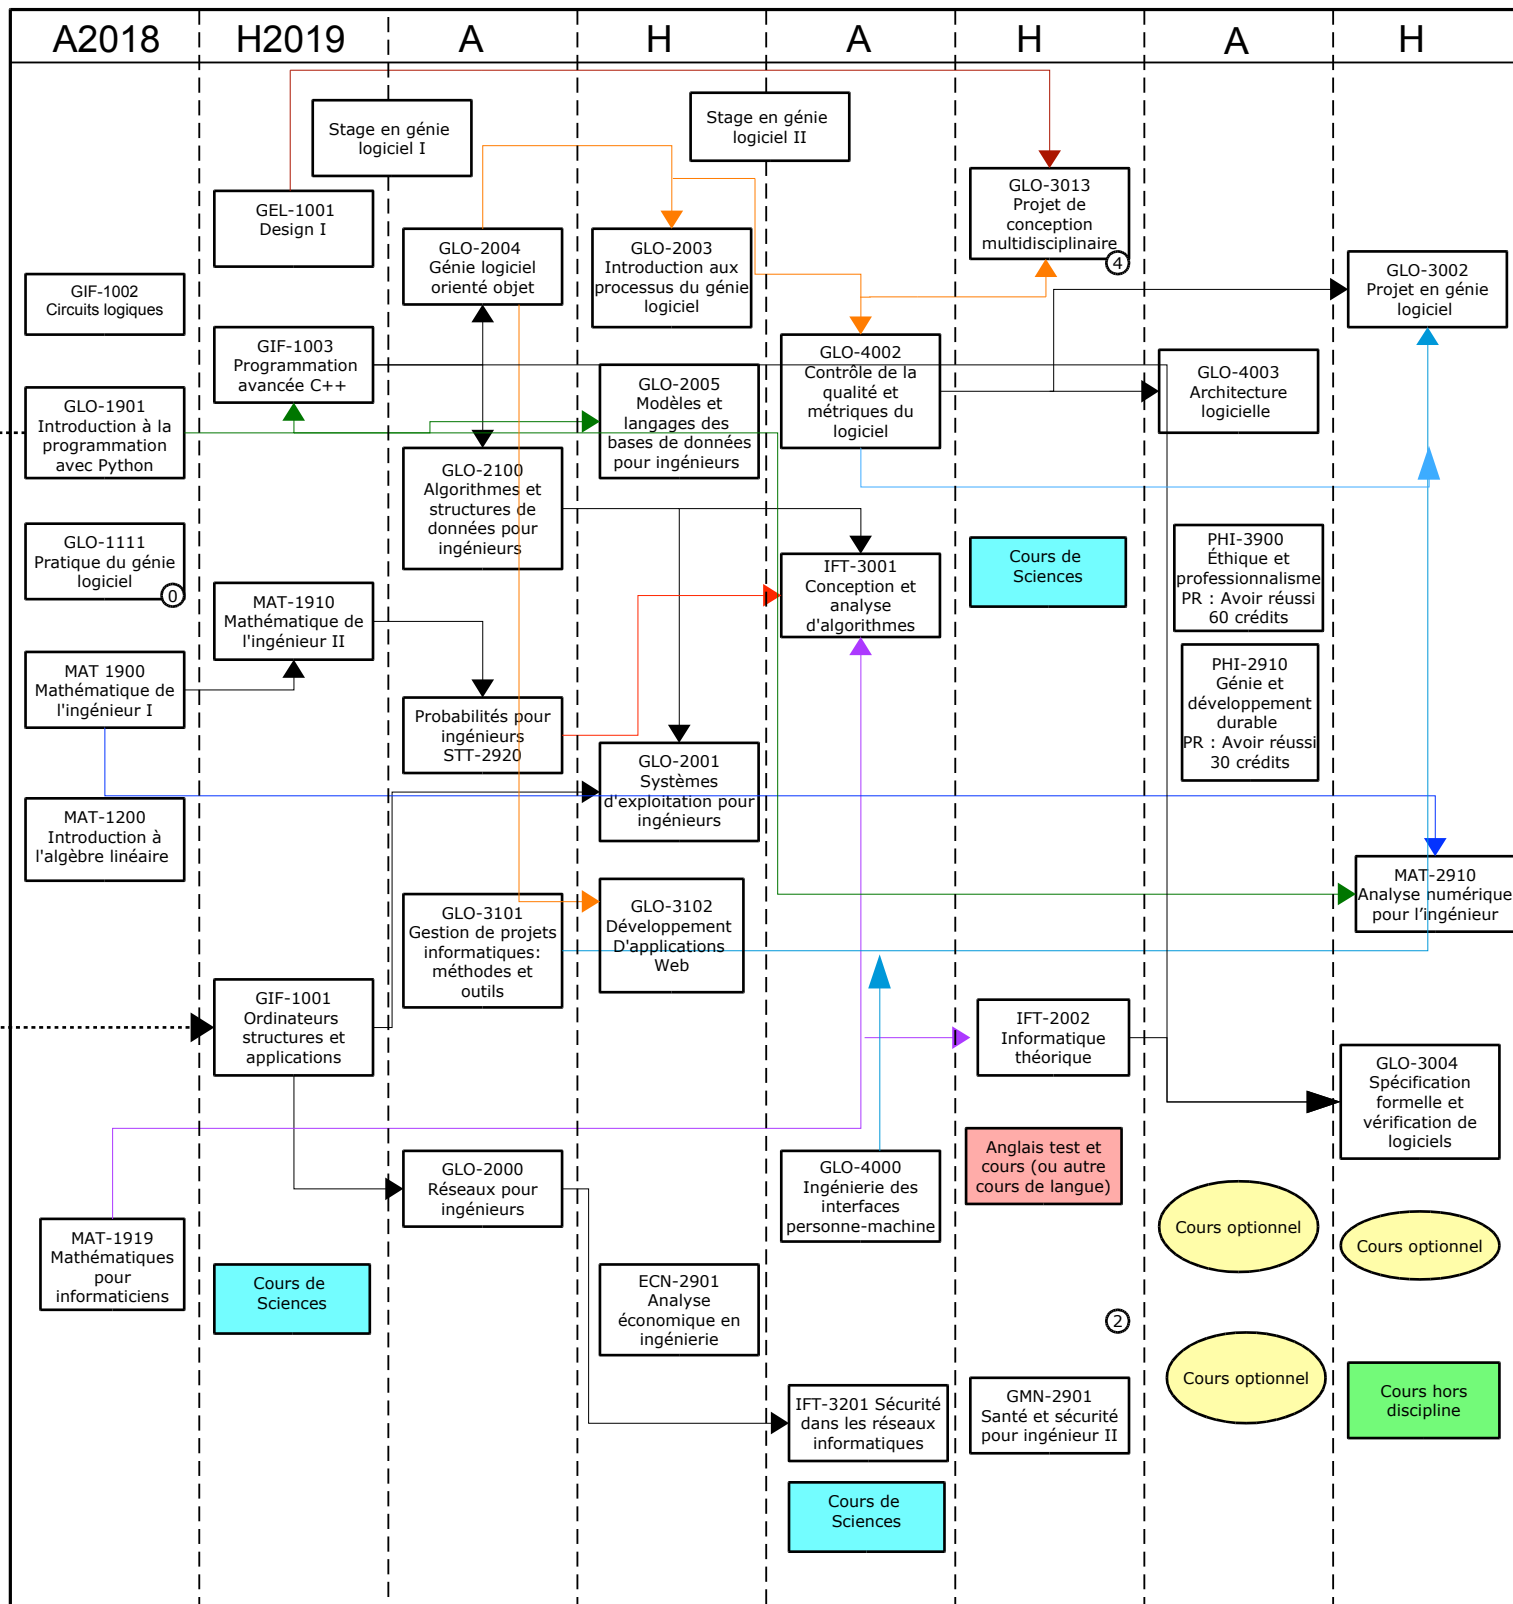 A2018
H2019
A
H
A
H
A
H
GIF-1002
Circuits logiques
GLO-1901
Introduction à la
programmation
avec Python
GLO-1111
Pratique du génie
logiciel
0
MAT 1900
Mathématique de
l'ingénieur I
MAT-1200
Introduction à
l'algèbre linéaire
MAT-1919
Mathématiques
pour
informaticiens
Stage en génie
logiciel I
GEL-1001
Design I
GIF-1003
Programmation
avancée C++
MAT-1910
Mathématique de
l'ingénieur II
GIF-1001
Ordinateurs
structures et
applications
Cours de
Sciences
GLO-2004
Génie logiciel
orienté objet
GLO-2100
Algorithmes et
structures de
données pour
ingénieurs
Probabilités pour
ingénieurs
STT-2920
GLO-3101
Gestion de projets
informatiques:
méthodes et
outils
GLO-2000
Réseaux pour
ingénieurs
Stage en génie
logiciel II
GLO-2003
Introduction aux
processus du génie
logiciel
GLO-2005
Modèles et
langages des
bases de données
pour ingénieurs
GLO-2001
Systèmes
d'exploitation pour
ingénieurs
GLO-3102
Développement
D'applications
Web
ECN-2901
Analyse
économique en
ingénierie
GLO-4002
Contrôle de la
qualité et
métriques du
logiciel
IFT-3001
Conception et
analyse
d'algorithmes
GLO-4000
Ingénierie des
interfaces
personne-machine
IFT-3201 Sécurité
dans les réseaux
informatiques
Cours de
Sciences
GLO-3013
Projet de
conception
multidisciplinaire
4
Cours de
Sciences
IFT-2002
Informatique
théorique
Anglais test et
cours (ou autre
cours de langue)
2
GMN-2901
Santé et sécurité
pour ingénieur II
GLO-4003
Architecture
logicielle
PHI-3900
Éthique et
professionnalisme
PR : Avoir réussi
60 crédits
PHI-2910
Génie et
développement
durable
PR : Avoir réussi
30 crédits
Cours optionnel
Cours optionnel
GLO-3002
Projet en génie
logiciel
MAT-2910
Analyse numérique
pour l’ingénieur
GLO-3004
Spécification
formelle et
vérification de
logiciels
Cours optionnel
Cours hors
discipline